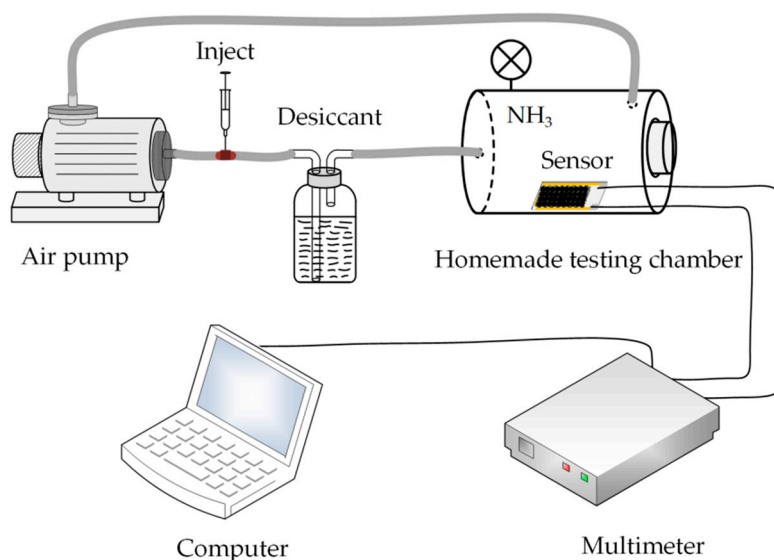 Inject
Desiccant
NH₃
Sensor
Air pump
Homemade testing chamber
Computer
Multimeter